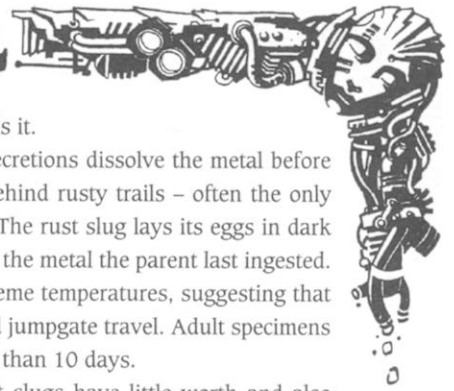 s it.
ecretions dissolve the metal before
ehind rusty trails – often the only
The rust slug lays its eggs in dark
the metal the parent last ingested.
eme temperatures, suggesting that
jumpgate travel. Adult specimens
than 10 days.
slugs have little worth and also